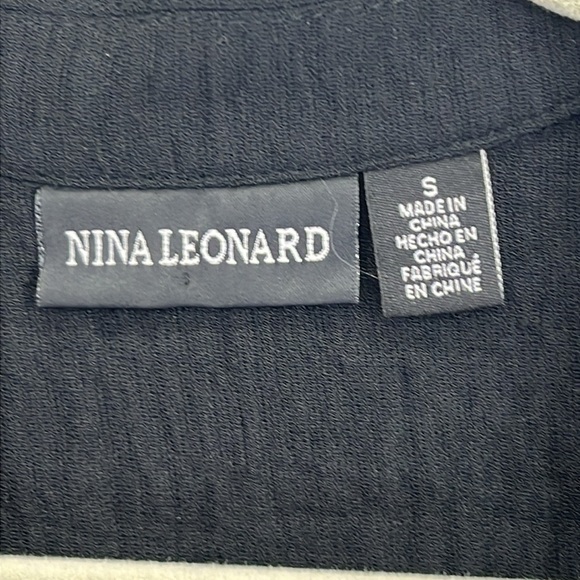 NINA LEONARD
S
MADE IN
CHINA
HECHO EN
CHINA
FABRIQUÉ
EN CHINE